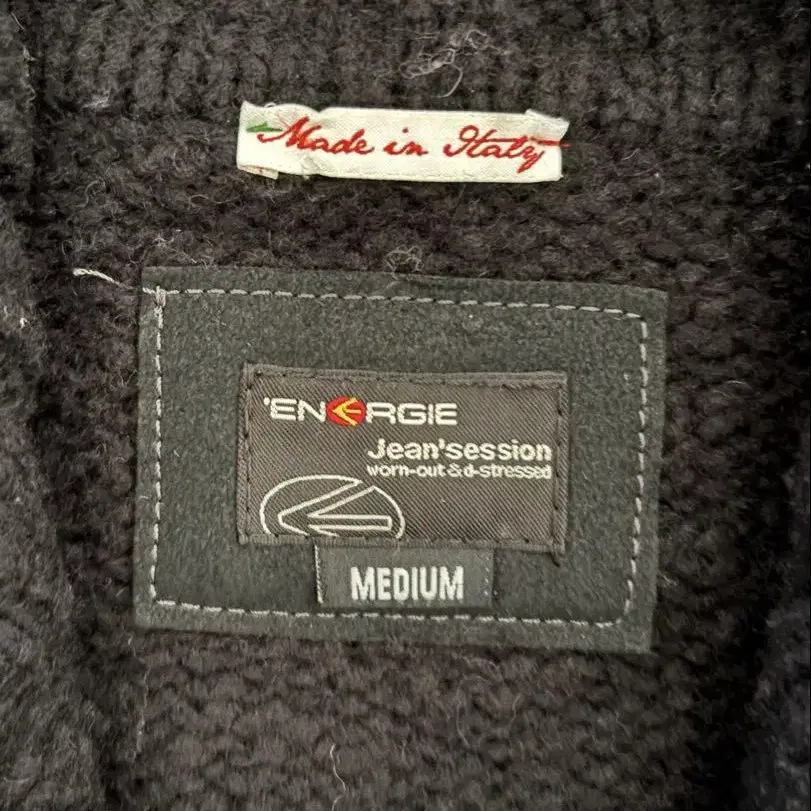 Made in Italy
'ENERGIE
Jean'session
worn-out & d-stressed
MEDIUM